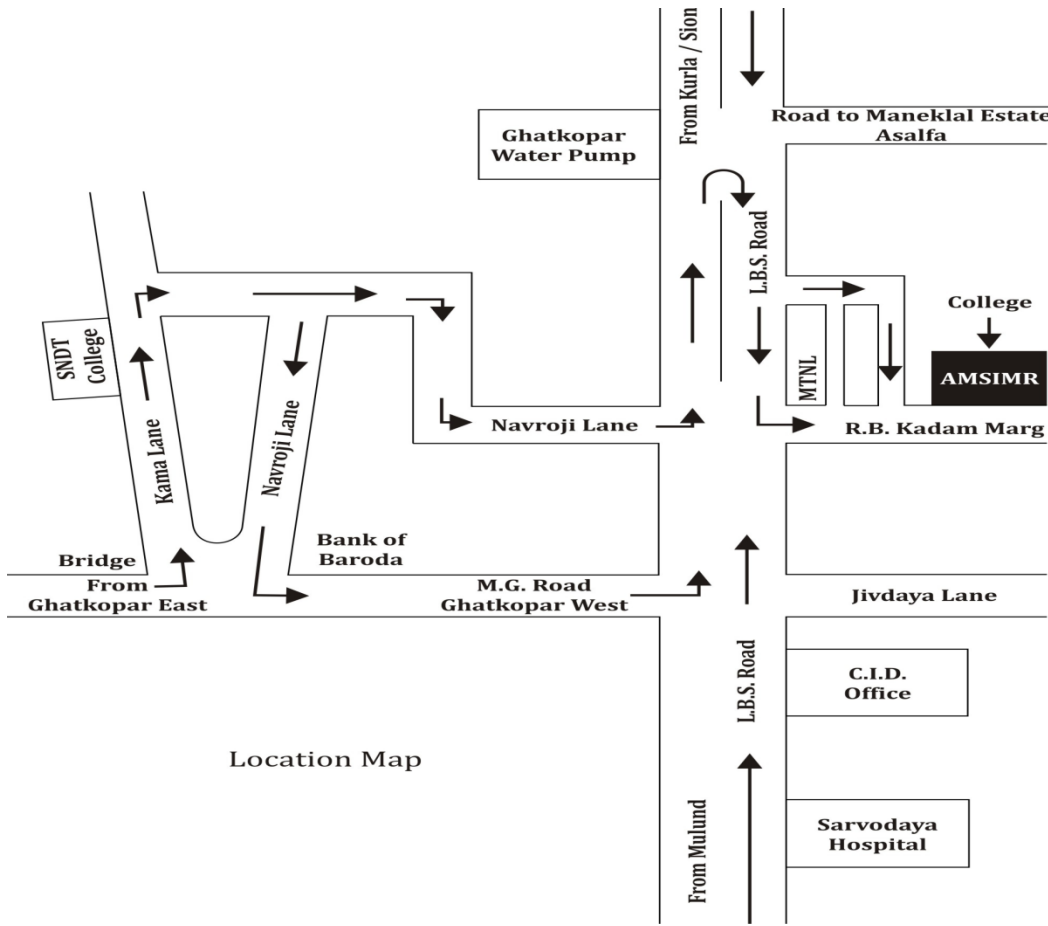 From Kurla / Sion
Road to Maneklal Estate
Asalfa
Ghatkopar
Water Pump
L.B.S. Road
SNDT
College
College
MTNL
AMSIMR
Kama Lane
Navroji Lane
Navroji Lane
R.B. Kadam Marg
Bridge
Bank of
Baroda
From
Ghatkopar East
M.G. Road
Ghatkopar West
Jivdaya Lane
L.B.S. Road
C.I.D.
Office
Location Map
From Mulund
Sarvodaya
Hospital